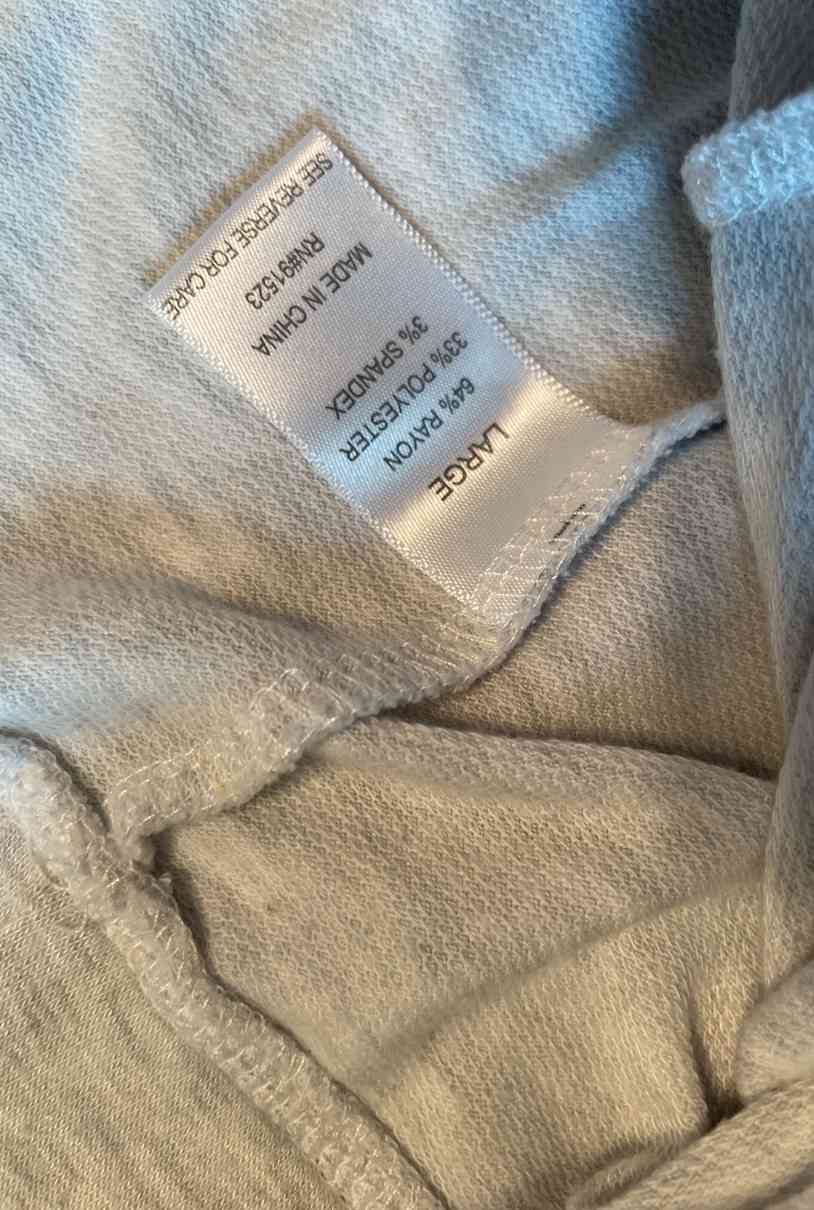 LARGE
64% RAYON
33% POLYESTER
3% SPANDEX
MADE IN CHINA
RN#91523
SEE REVERSE FOR CARE